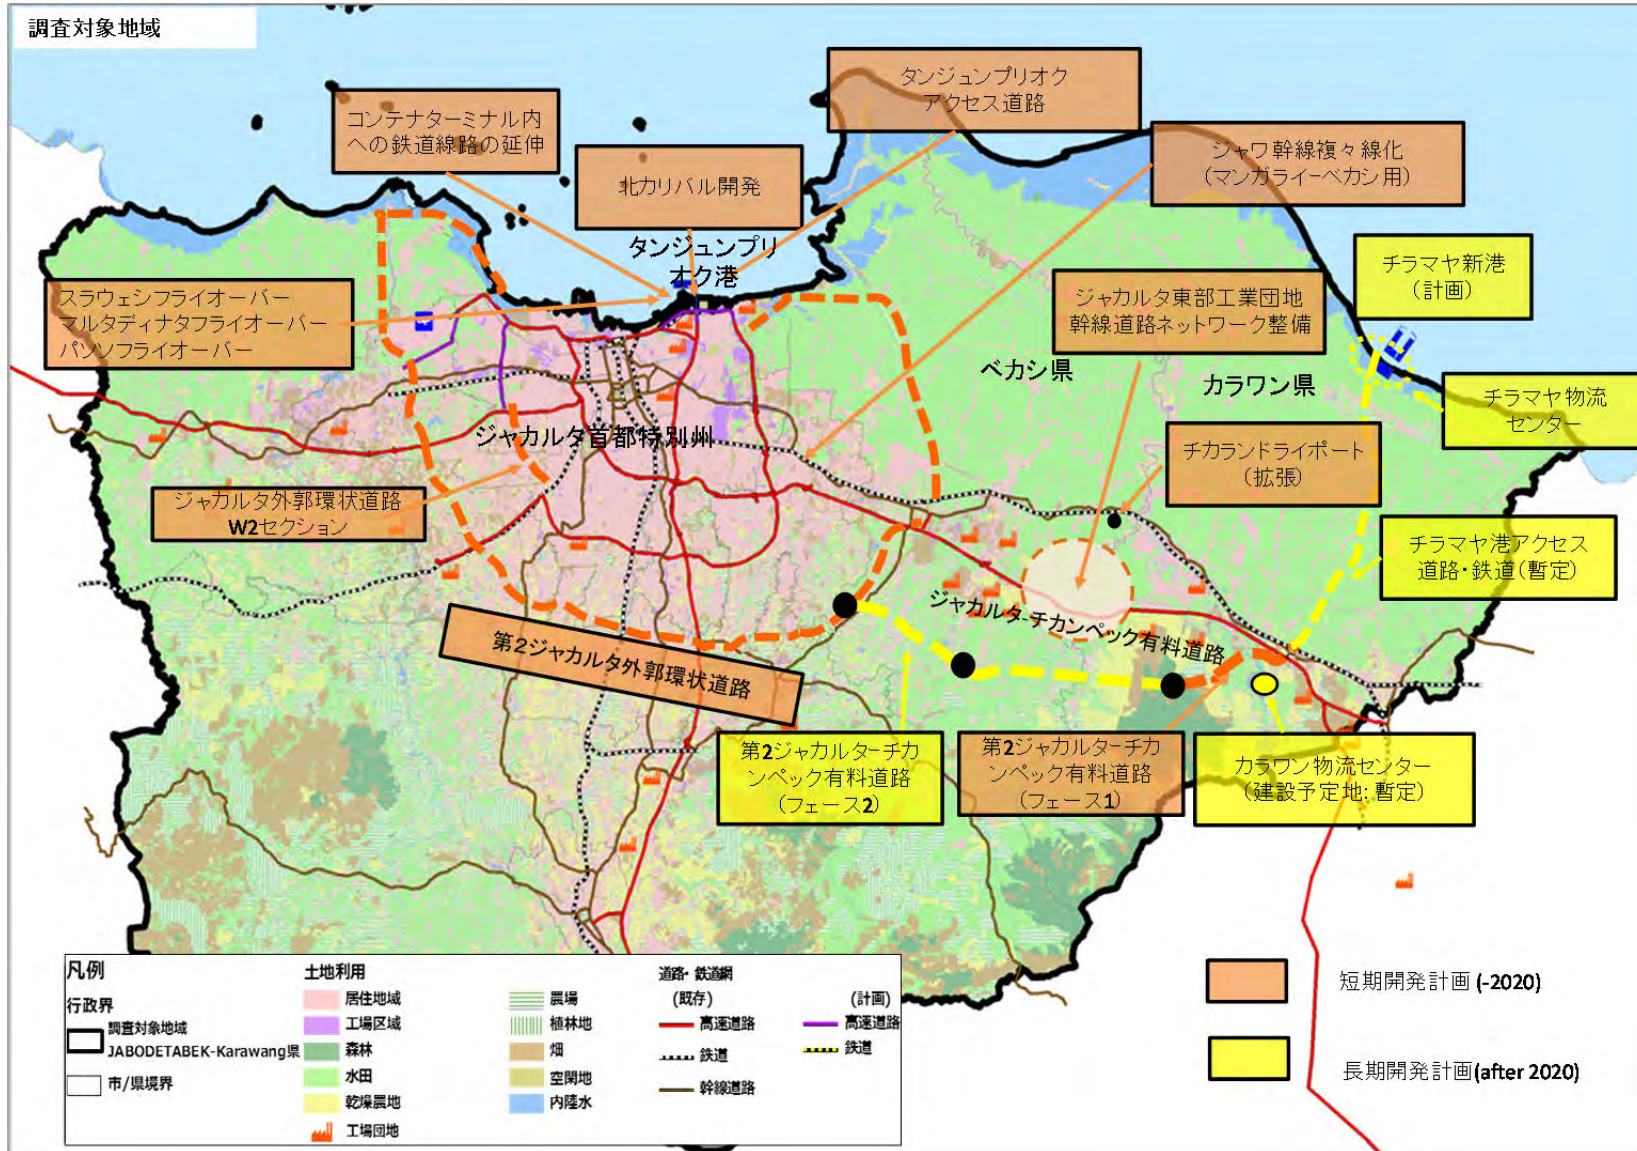 調査対象地域
タンジュンプリオク
アクセス道路
コンテナターミナル内
への鉄道線路の延伸
北カリバル開発
ジャワ幹線複々線化
(マンガライーベカシ用)
タンジュンプリ
オク港
チラマヤ新港
(計画)
スラウェシフライオーバー
マルタディナタフライオーバー
パソソフライオーバー
ジャカルタ東部工業団地
幹線道路ネットワーク整備
ベカシ県
カラワン県
チラマヤ物流
センター
ジャカルタ首都特別州
チカランドライポート
(拡張)
ジャカルタ外郭環状道路
W2セクション
チラマヤ港アクセス
道路・鉄道(暫定)
ジャカルタ-チカンペック有料道路
第2ジャカルタ外郭環状道路
第2ジャカルターチカ
ンペック有料道路
(フェース2)
第2ジャカルターチカ
ンペック有料道路
(フェース1)
カラワン物流センター
(建設予定地:暫定)
凡例
行政界
調査対象地域
JABODETABEK-Karawang県
市/県境界
土地利用
居住地域
工場区域
森林
水田
乾燥農地
工場団地
農場
植林地
畑
空閑地
内陸水
道路・鉄道網
(既存)
高速道路
鉄道
幹線道路
(計画)
高速道路
鉄道
短期開発計画 (-2020)
長期開発計画(after 2020)